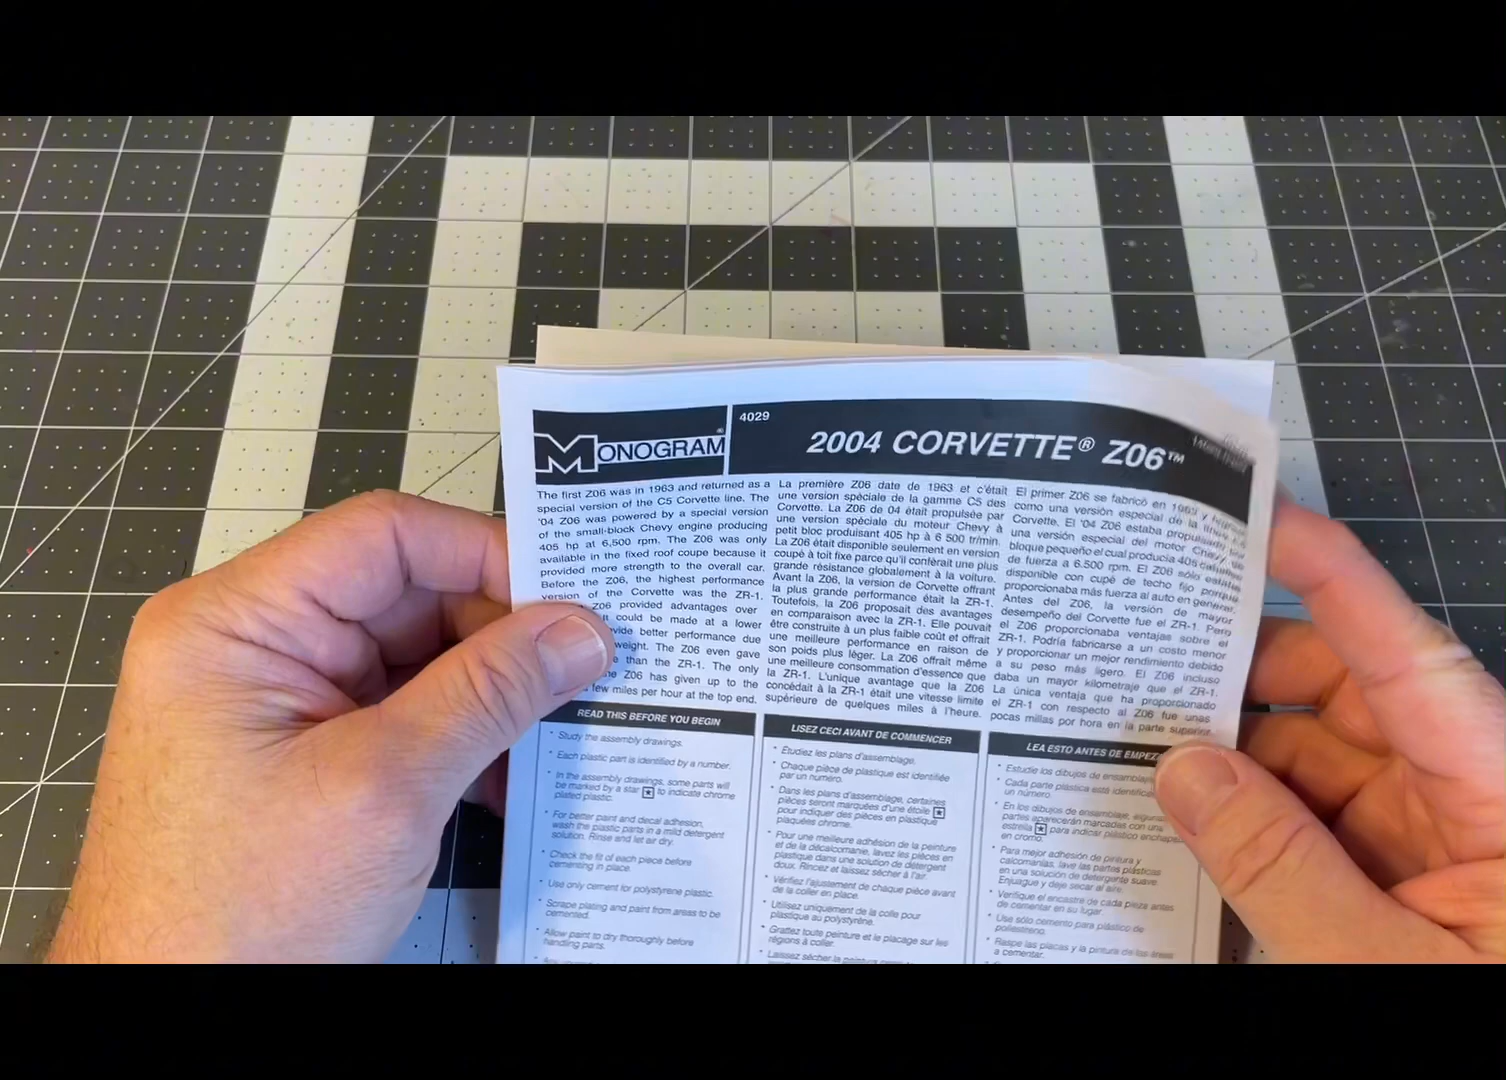 MONOGRAM®
4029
2004 CORVETTE® Z06™
The first Z06 was in 1963 and returned as a
special version of the C5 Corvette line. The
'04 Z06 was powered by a special version
of the small-block Chevy engine producing
405 hp at 6,500 rpm. The Z06 was only
available in the fixed roof coupe because it
provided more strength to the overall car.
Before the Z06, the highest performance
version of the Corvette was the ZR-1.
Z06 provided advantages over
it could be made at a lower
better performance due
weight. The Z06 even gave
than the ZR-1. The only
Z06 has given up to the
few miles per hour at the top end.
La première Z06 date de 1963 et c'était
une version spéciale de la gamme C5 des
Corvette. La Z06 de 04 était propulsée par
une version spéciale du moteur Chevy à
petit bloc produisant 405 hp à 6 500 tr/min.
La Z06 était disponible seulement en version
coupé à toit fixe parce qu'il conférait une plus
grande résistance globalement à la voiture.
Avant la Z06, la version de Corvette offrant
la plus grande performance était la ZR-1.
Toutefois, la Z06 proposait des avantages
en comparaison avec la ZR-1. Elle pouvait
être construite à un plus faible coût et offrait
une meilleure performance en raison de
son poids plus léger. La Z06 offrait même
une meilleure consommation d'essence que
la ZR-1. L'unique avantage que la Z06
concédait à la ZR-1 était une vitesse limite
supérieure de quelques miles à l'heure.
El primer Z06 se fabricó en 1963 y
como una versión especial de la línea
Corvette. El '04 Z06 estaba propulsado
una versión especial del motor Chevy de
bloque pequeño el cual producía 405 caballos
de fuerza a 6.500 rpm. El Z06 sólo estaba
disponible con cupé de techo fijo porque
proporcionaba más fuerza al auto en general.
Antes del Z06, la versión de mayor
desempeño del Corvette fue el ZR-1. Pero
el Z06 proporcionaba ventajas sobre el
ZR-1. Podría fabricarse a un costo menor
y proporcionar un mejor rendimiento debido
a su peso más ligero. El Z06 incluso
daba un mayor kilometraje que el ZR-1.
La única ventaja que ha proporcionado
el ZR-1 con respecto al Z06 fue unas
pocas millas por hora en la parte superior.
READ THIS BEFORE YOU BEGIN
* Study the assembly drawings.
* Each plastic part is identified by a number.
* In the assembly drawings, some parts will
be marked by a star ★ to indicate chrome
plated plastic.
* For better paint and decal adhesion,
wash the plastic parts in a mild detergent
solution. Rinse and let air dry.
* Check the fit of each piece before
cementing in place.
* Use only cement for polystyrene plastic.
* Scrape plating and paint from areas to be
cemented.
* Allow paint to dry thoroughly before
handling parts.
LISEZ CECI AVANT DE COMMENCER
* Étudiez les plans d'assemblage.
* Chaque pièce de plastique est identifiée
par un numéro.
* Dans les plans d'assemblage, certaines
pièces seront marquées d'une étoile ★
pour indiquer des pièces en plastique
plaquées chrome.
* Pour une meilleure adhésion de la peinture
et de la décalcomanie, lavez les pièces en
plastique dans une solution de détergent
doux. Rincez et laissez sécher à l'air.
* Vérifiez l'ajustement de chaque pièce avant
de la coller en place.
* Utilisez uniquement de la colle pour
plastique au polystyrène.
* Grattez toute peinture et le placage sur les
régions à coller.
* Laissez sécher la peinture
LEA ESTO ANTES DE
* Estudie los dibujos de ensamblaje
* Cada parte plástica está
un número.
* En los dibujos de ensamblaje,
partes aparecerán marcadas con una
estrella ★ para indicar plástico
en cromo.
* Para mejor adhesión de pintura y
calcomanías, lave las partes plásticas
en una solución de detergente suave.
Enjuague y deje secar al aire.
* Verifique el encastre de cada pieza antes
de cementar en su lugar.
* Use sólo cemento para plástico de
poliestireno.
* Raspe las placas y la pintura de las áreas
a cementar.